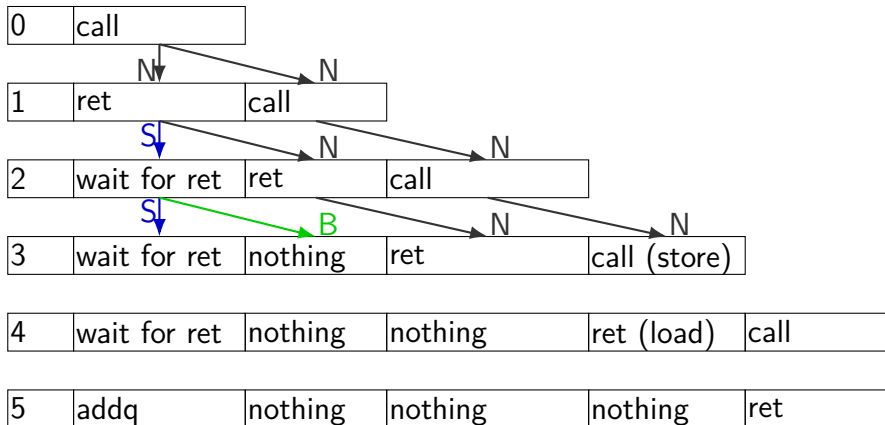 0 call
N N
1 ret call
S N N
2 wait for ret ret call
S B N N
3 wait for ret nothing ret call (store)
4 wait for ret nothing nothing ret (load) call
5 addq nothing nothing nothing ret